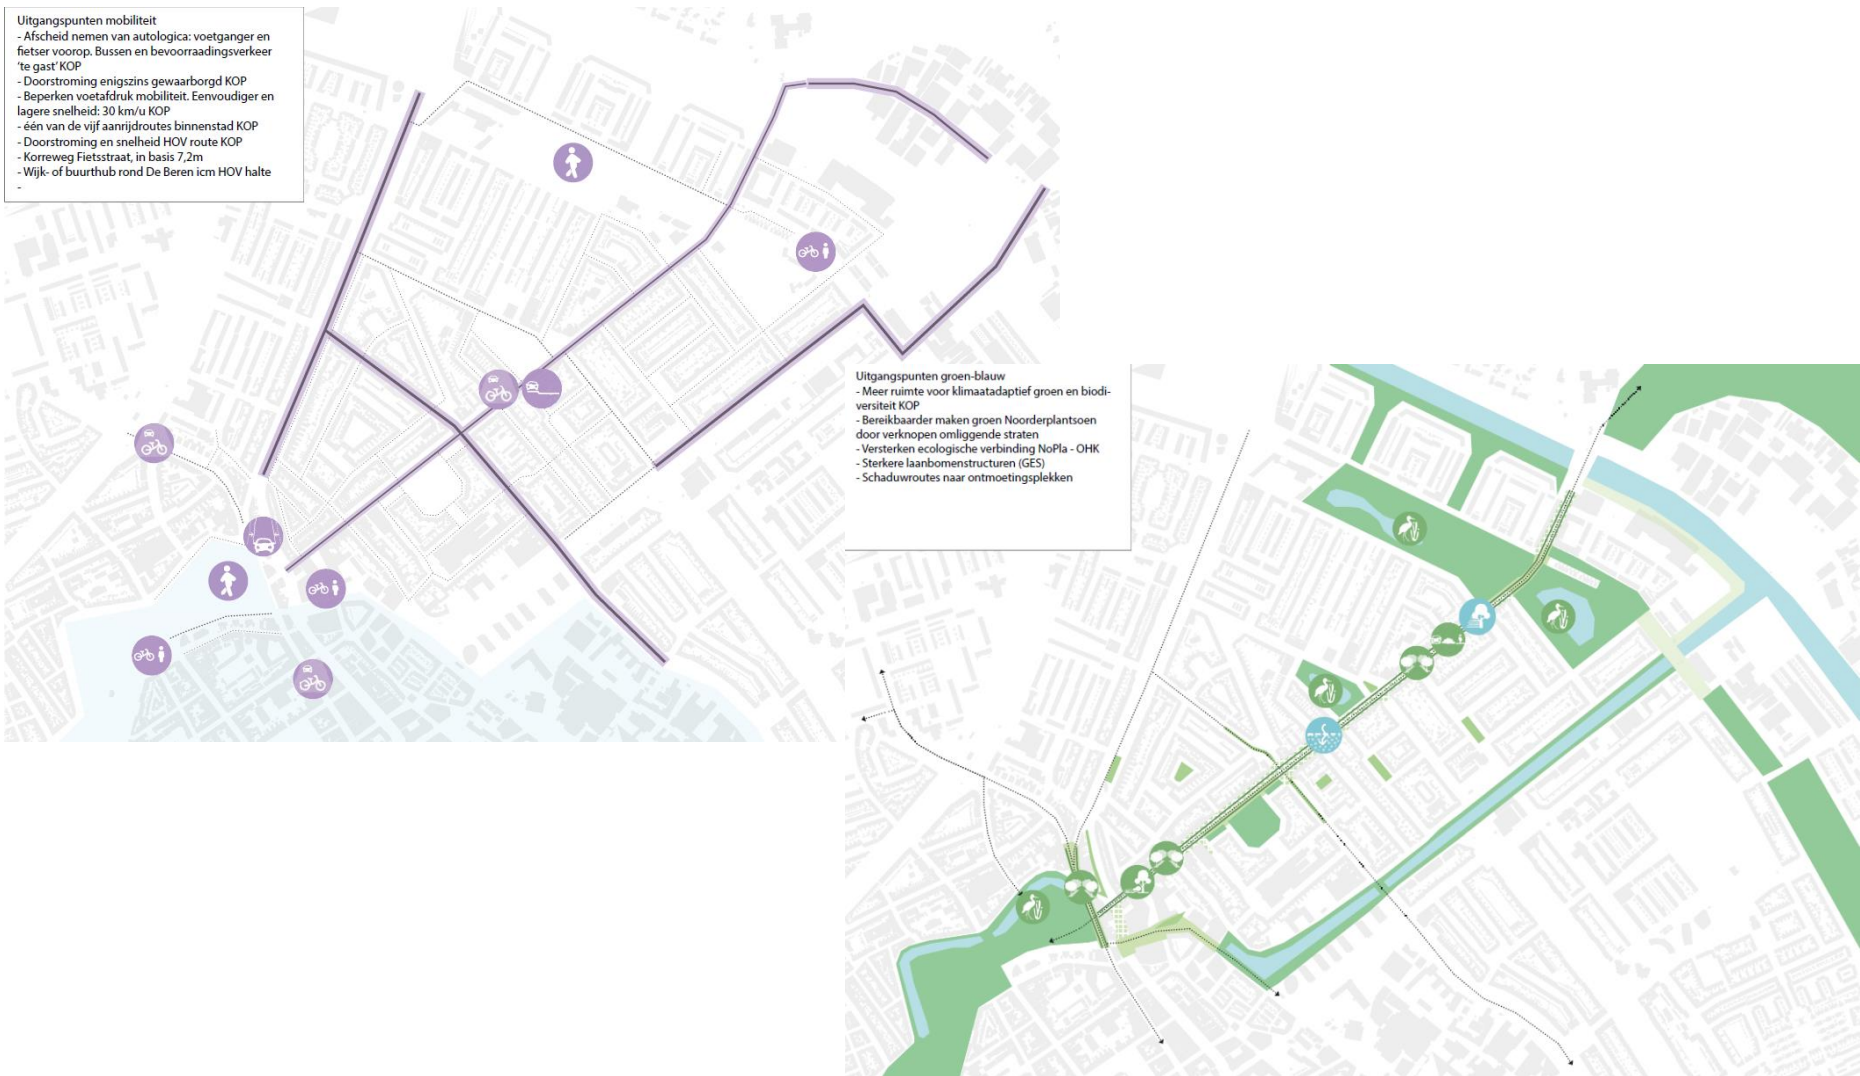 Uitgangspunten mobiliteit
- Afscheid nemen van autologica: voetganger en
fietser voorop. Bussen en bevoorraadingsverkeer
'te gast' KOP
- Doorstroming enigszins gewaarborgd KOP
- Beperken voetafdruk mobiliteit. Eenvoudiger en
lagere snelheid: 30 km/u KOP
- één van de vijf aanrijdroutes binnenstad KOP
- Doorstroming en snelheid HOV route KOP
- Korreweg Fietsstraat, in basis 7,2m
- Wijk- of buurthub rond De Beren icm HOV halte
-
Uitgangspunten groen-blauw
- Meer ruimte voor klimaatadaptief groen en biodi-
versiteit KOP
- Bereikbaarder maken groen Noorderplantsoen
door verknopen omliggende straten
- Versterken ecologische verbinding NoPla - OHK
- Sterkere laanbomenstructuren (GES)
- Schaduwroutes naar ontmoetingsplekken